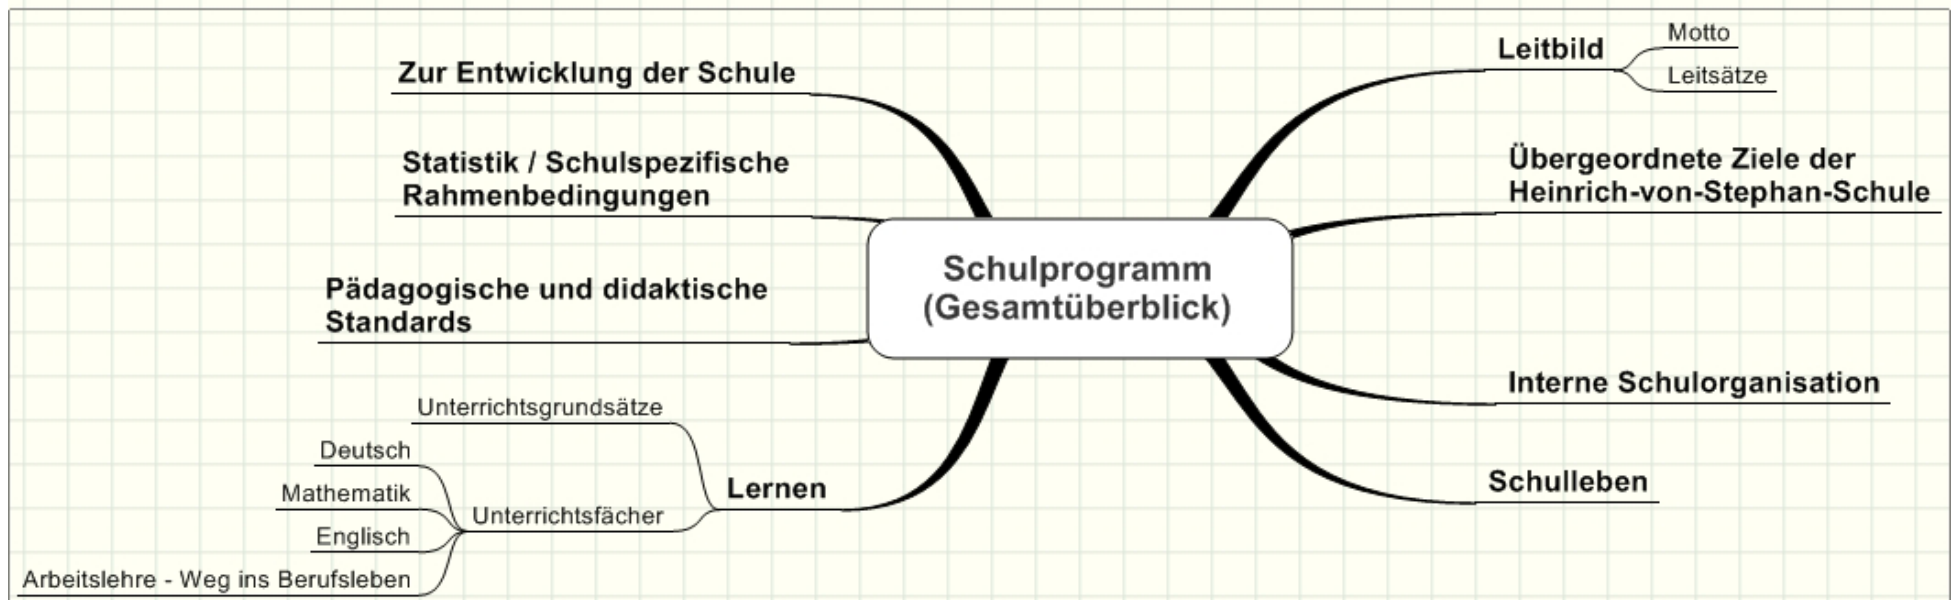 Schulprogramm
(Gesamtüberblick)
Leitbild
Motto
Leitsätze
Übergeordnete Ziele der
Heinrich-von-Stephan-Schule
Interne Schulorganisation
Schulleben
Zur Entwicklung der Schule
Statistik / Schulspezifische
Rahmenbedingungen
Pädagogische und didaktische
Standards
Lernen
Unterrichtsgrundsätze
Unterrichtsfächer
Deutsch
Mathematik
Englisch
Arbeitslehre - Weg ins Berufsleben